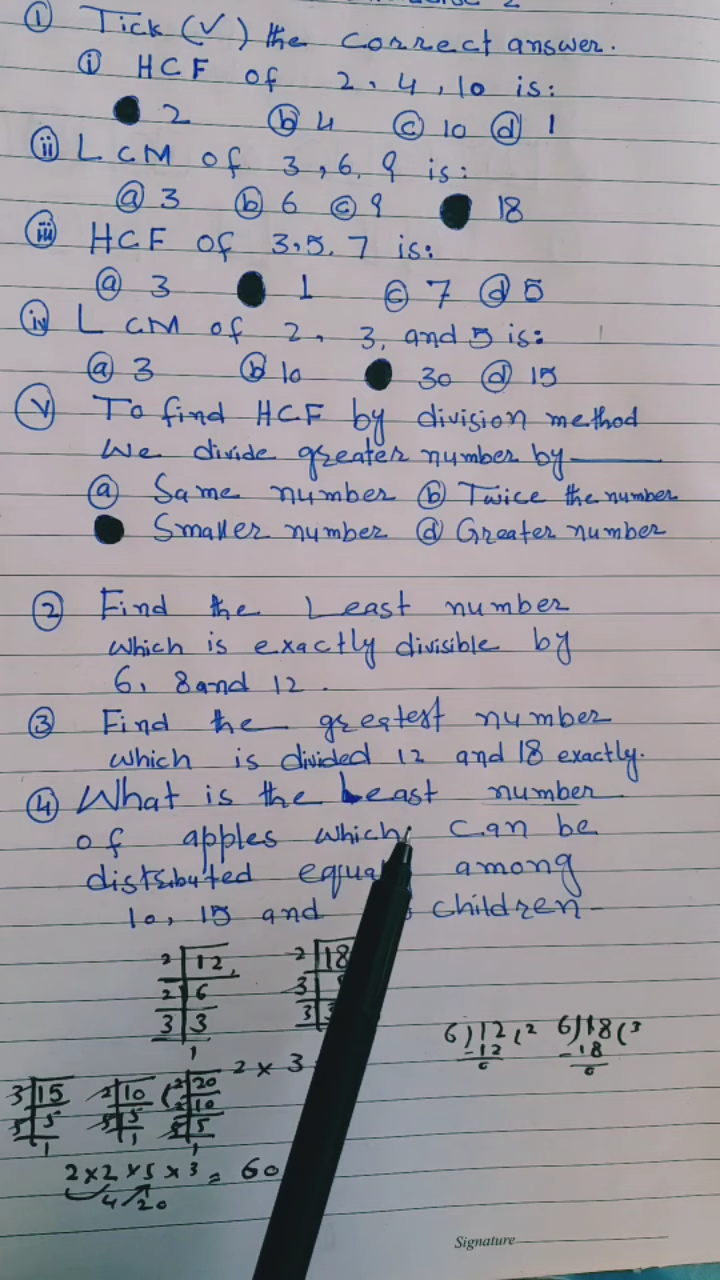 ① Tick (✓) the correct answer.
ⓘ HCF of 2, 4, 10 is:
2 ⓑ 4 ⓒ 10 ⓓ 1
ⅱ LCM of 3, 6, 9 is:
ⓐ 3 ⓑ 6 ⓒ 9 18
ⅲ HCF of 3, 5, 7 is:
ⓐ 3 1 ⓒ 7 ⓓ 5
ⅳ LCM of 2, 3, and 5 is:
ⓐ 3 ⓑ 10 30 ⓓ 15
ⓥ To find HCF by division method
We divide greater number by ———
ⓐ Same number ⓑ Twice the number
Smaller number ⓓ Greater number
② Find the Least number
which is exactly divisible by
6, 8 and 12.
③ Find the greatest number
which is divided 12 and 18 exactly.
④ What is the Least number
of apples which can be
distributed among
10, 15 and children
2 | 12, 2 | 18
2 | 6 3
3 | 3 3
1
6)12(2 6)18(3
-12 -18
0 0
2 x 3
3 | 15 2 | 10 2 | 20
5 | 5 5 | 5 2 | 10
1 1 5 | 5
1
2 x 2 x 5 x 3 = 60
4 20
Signature